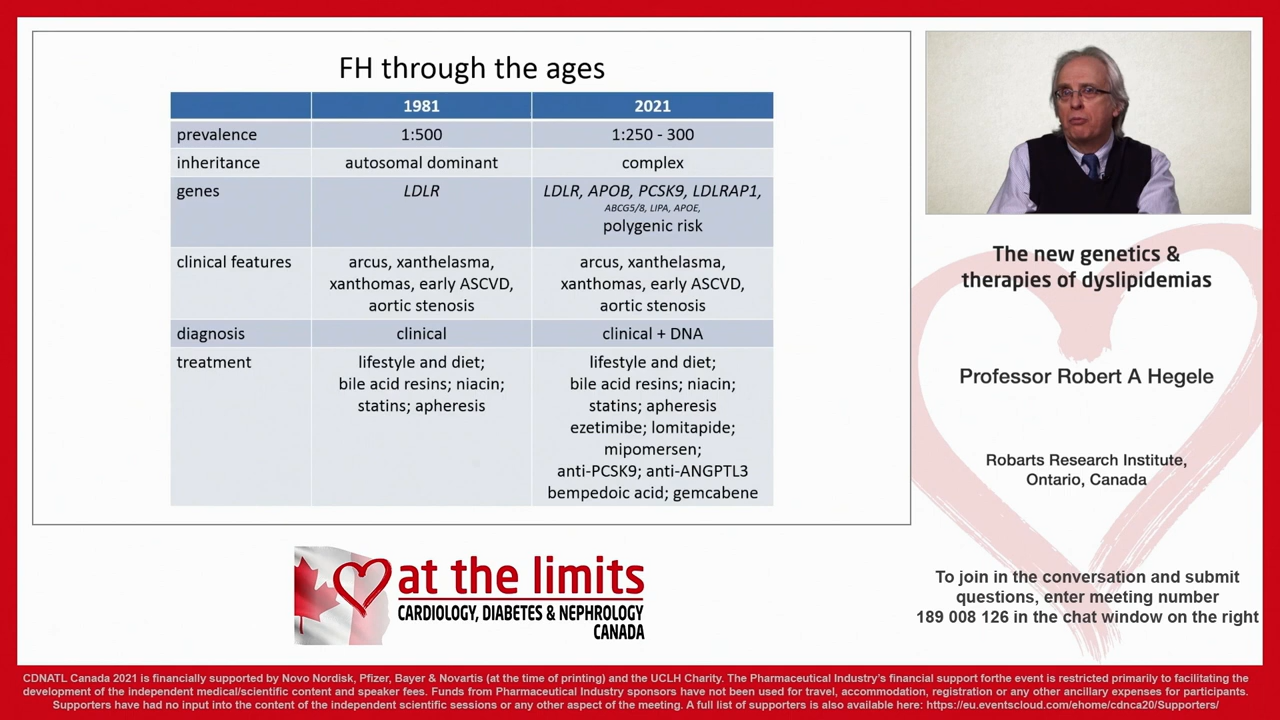 FH through the ages
1981
2021
prevalence
1:500
1:250 - 300
inheritance
autosomal dominant
complex
genes
LDLR
LDLR, APOB, PCSK9, LDLRAP1,
ABCG5/8, LIPA, APOE,
polygenic risk
clinical features
arcus, xanthelasma,
xanthomas, early ASCVD,
aortic stenosis
arcus, xanthelasma,
xanthomas, early ASCVD,
aortic stenosis
diagnosis
clinical
clinical + DNA
treatment
lifestyle and diet;
bile acid resins; niacin;
statins; apheresis
lifestyle and diet;
bile acid resins; niacin;
statins; apheresis
ezetimibe; lomitapide;
mipomersen;
anti-PCSK9; anti-ANGPTL3
bempedoic acid; gemcabene
The new genetics &
therapies of dyslipidemias
Professor Robert A Hegele
Robarts Research Institute,
Ontario, Canada
To join in the conversation and submit
questions, enter meeting number
189 008 126 in the chat window on the right
at the limits
CARDIOLOGY, DIABETES & NEPHROLOGY
CANADA
CDNATL Canada 2021 is financially supported by Novo Nordisk, Pfizer, Bayer & Novartis (at the time of printing) and the UCLH Charity. The Pharmaceutical Industry's financial support forthe event is restricted primarily to facilitating the
development of the independent medical/scientific content and speaker fees. Funds from Pharmaceutical Industry sponsors have not been used for travel, accommodation, registration or any other ancillary expenses for participants.
Supporters have had no input into the content of the independent scientific sessions or any other aspect of the meeting. A full list of supporters is also available here: https://eu.eventscloud.com/ehome/cdnca20/Supporters/